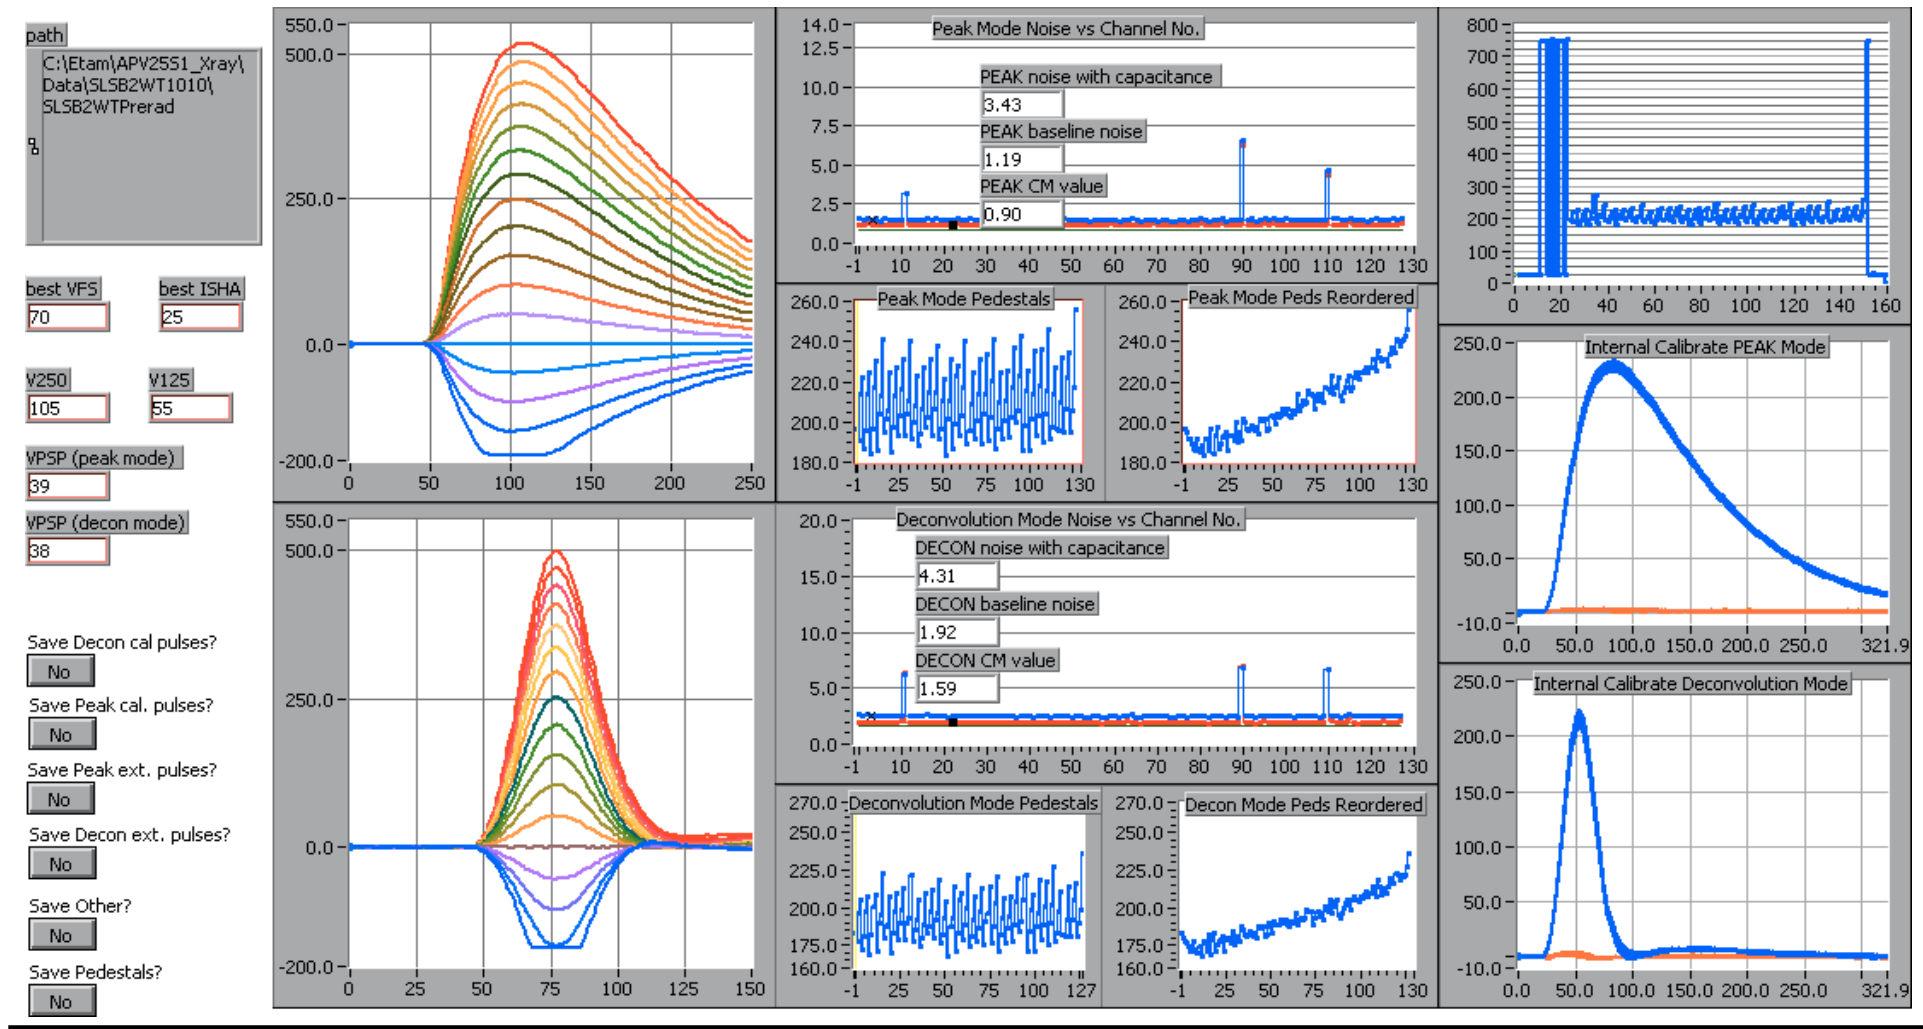 path
C:\Etam\APV25S1_Xray\
Data\SLSB2WT1010\
SLSB2WTPrerad
best VFS
best ISHA
70
25
V250
V125
105
55
VPSP (peak mode)
39
VPSP (decon mode)
38
Save Decon cal pulses?
No
Save Peak cal. pulses?
No
Save Peak ext. pulses?
No
Save Decon ext. pulses?
No
Save Other?
No
Save Pedestals?
No
550.0
500.0
250.0
0.0
-200.0
0 50 100 150 200 250
550.0
500.0
250.0
0.0
-200.0
0 25 50 75 100 125 150
Peak Mode Noise vs Channel No.
14.0
12.5
10.0
7.5
5.0
2.5
0.0
PEAK noise with capacitance
3.43
PEAK baseline noise
1.19
PEAK CM value
0.90
-1 10 20 30 40 50 60 70 80 90 100 110 120 130
Peak Mode Pedestals
260.0
240.0
220.0
200.0
180.0
-1 25 50 75 100 130
Peak Mode Peds Reordered
260.0
240.0
220.0
200.0
180.0
-1 25 50 75 100 130
Deconvolution Mode Noise vs Channel No.
20.0
15.0
10.0
5.0
0.0
DECON noise with capacitance
4.31
DECON baseline noise
1.92
DECON CM value
1.59
-1 10 20 30 40 50 60 70 80 90 100 110 120 130
Deconvolution Mode Pedestals
270.0
250.0
225.0
200.0
175.0
160.0
-1 25 50 75 100 127
Decon Mode Peds Reordered
270.0
250.0
225.0
200.0
175.0
160.0
-1 25 50 75 100 130
800
700
600
500
400
300
200
100
0
0 20 40 60 80 100 120 140 160
Internal Calibrate PEAK Mode
250.0
200.0
150.0
100.0
50.0
-10.0
0.0 50.0 100.0 150.0 200.0 250.0 321.9
Internal Calibrate Deconvolution Mode
250.0
200.0
150.0
100.0
50.0
-10.0
0.0 50.0 100.0 150.0 200.0 250.0 321.9